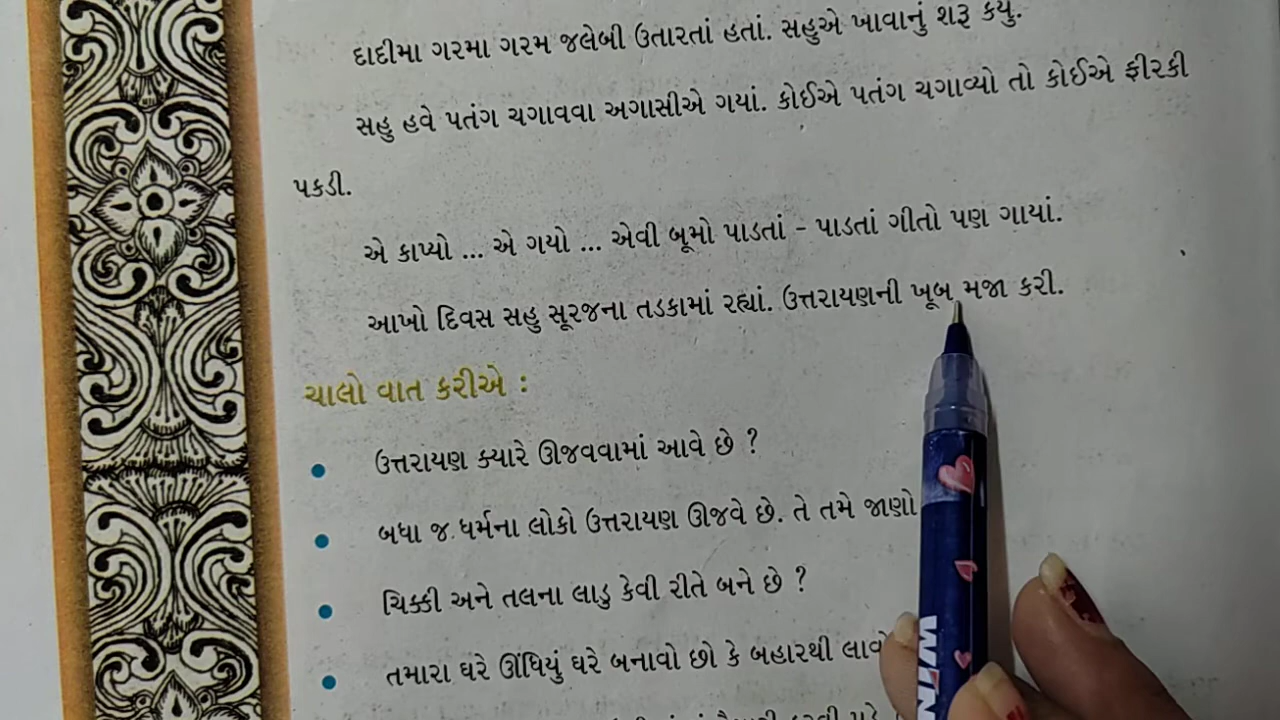 દાદીમા ગરમા ગરમ જલેબી ઉતારતાં હતાં. સહુએ ખાવાનું શરૂ કર્યું.
સહુ હવે પતંગ ચગાવવા અગાસીએ ગયાં. કોઈએ પતંગ ચગાવ્યો તો કોઈએ ફીરકી
પકડી.
એ કાપ્યો ... એ ગયો ... એવી બૂમો પાડતાં - પાડતાં ગીતો પણ ગાયાં.
આખો દિવસ સહુ સૂરજના તડકામાં રહ્યાં. ઉત્તરાયણની ખૂબ મજા કરી.
ચાલો વાત કરીએ :
• ઉત્તરાયણ ક્યારે ઊજવવામાં આવે છે ?
• બધા જ ધર્મના લોકો ઉત્તરાયણ ઊજવે છે. તે તમે જાણો
• ચિક્કી અને તલના લાડુ કેવી રીતે બને છે ?
• તમારા ઘરે ઊંધિયું ઘરે બનાવો છો કે બહારથી લાવો
WIN